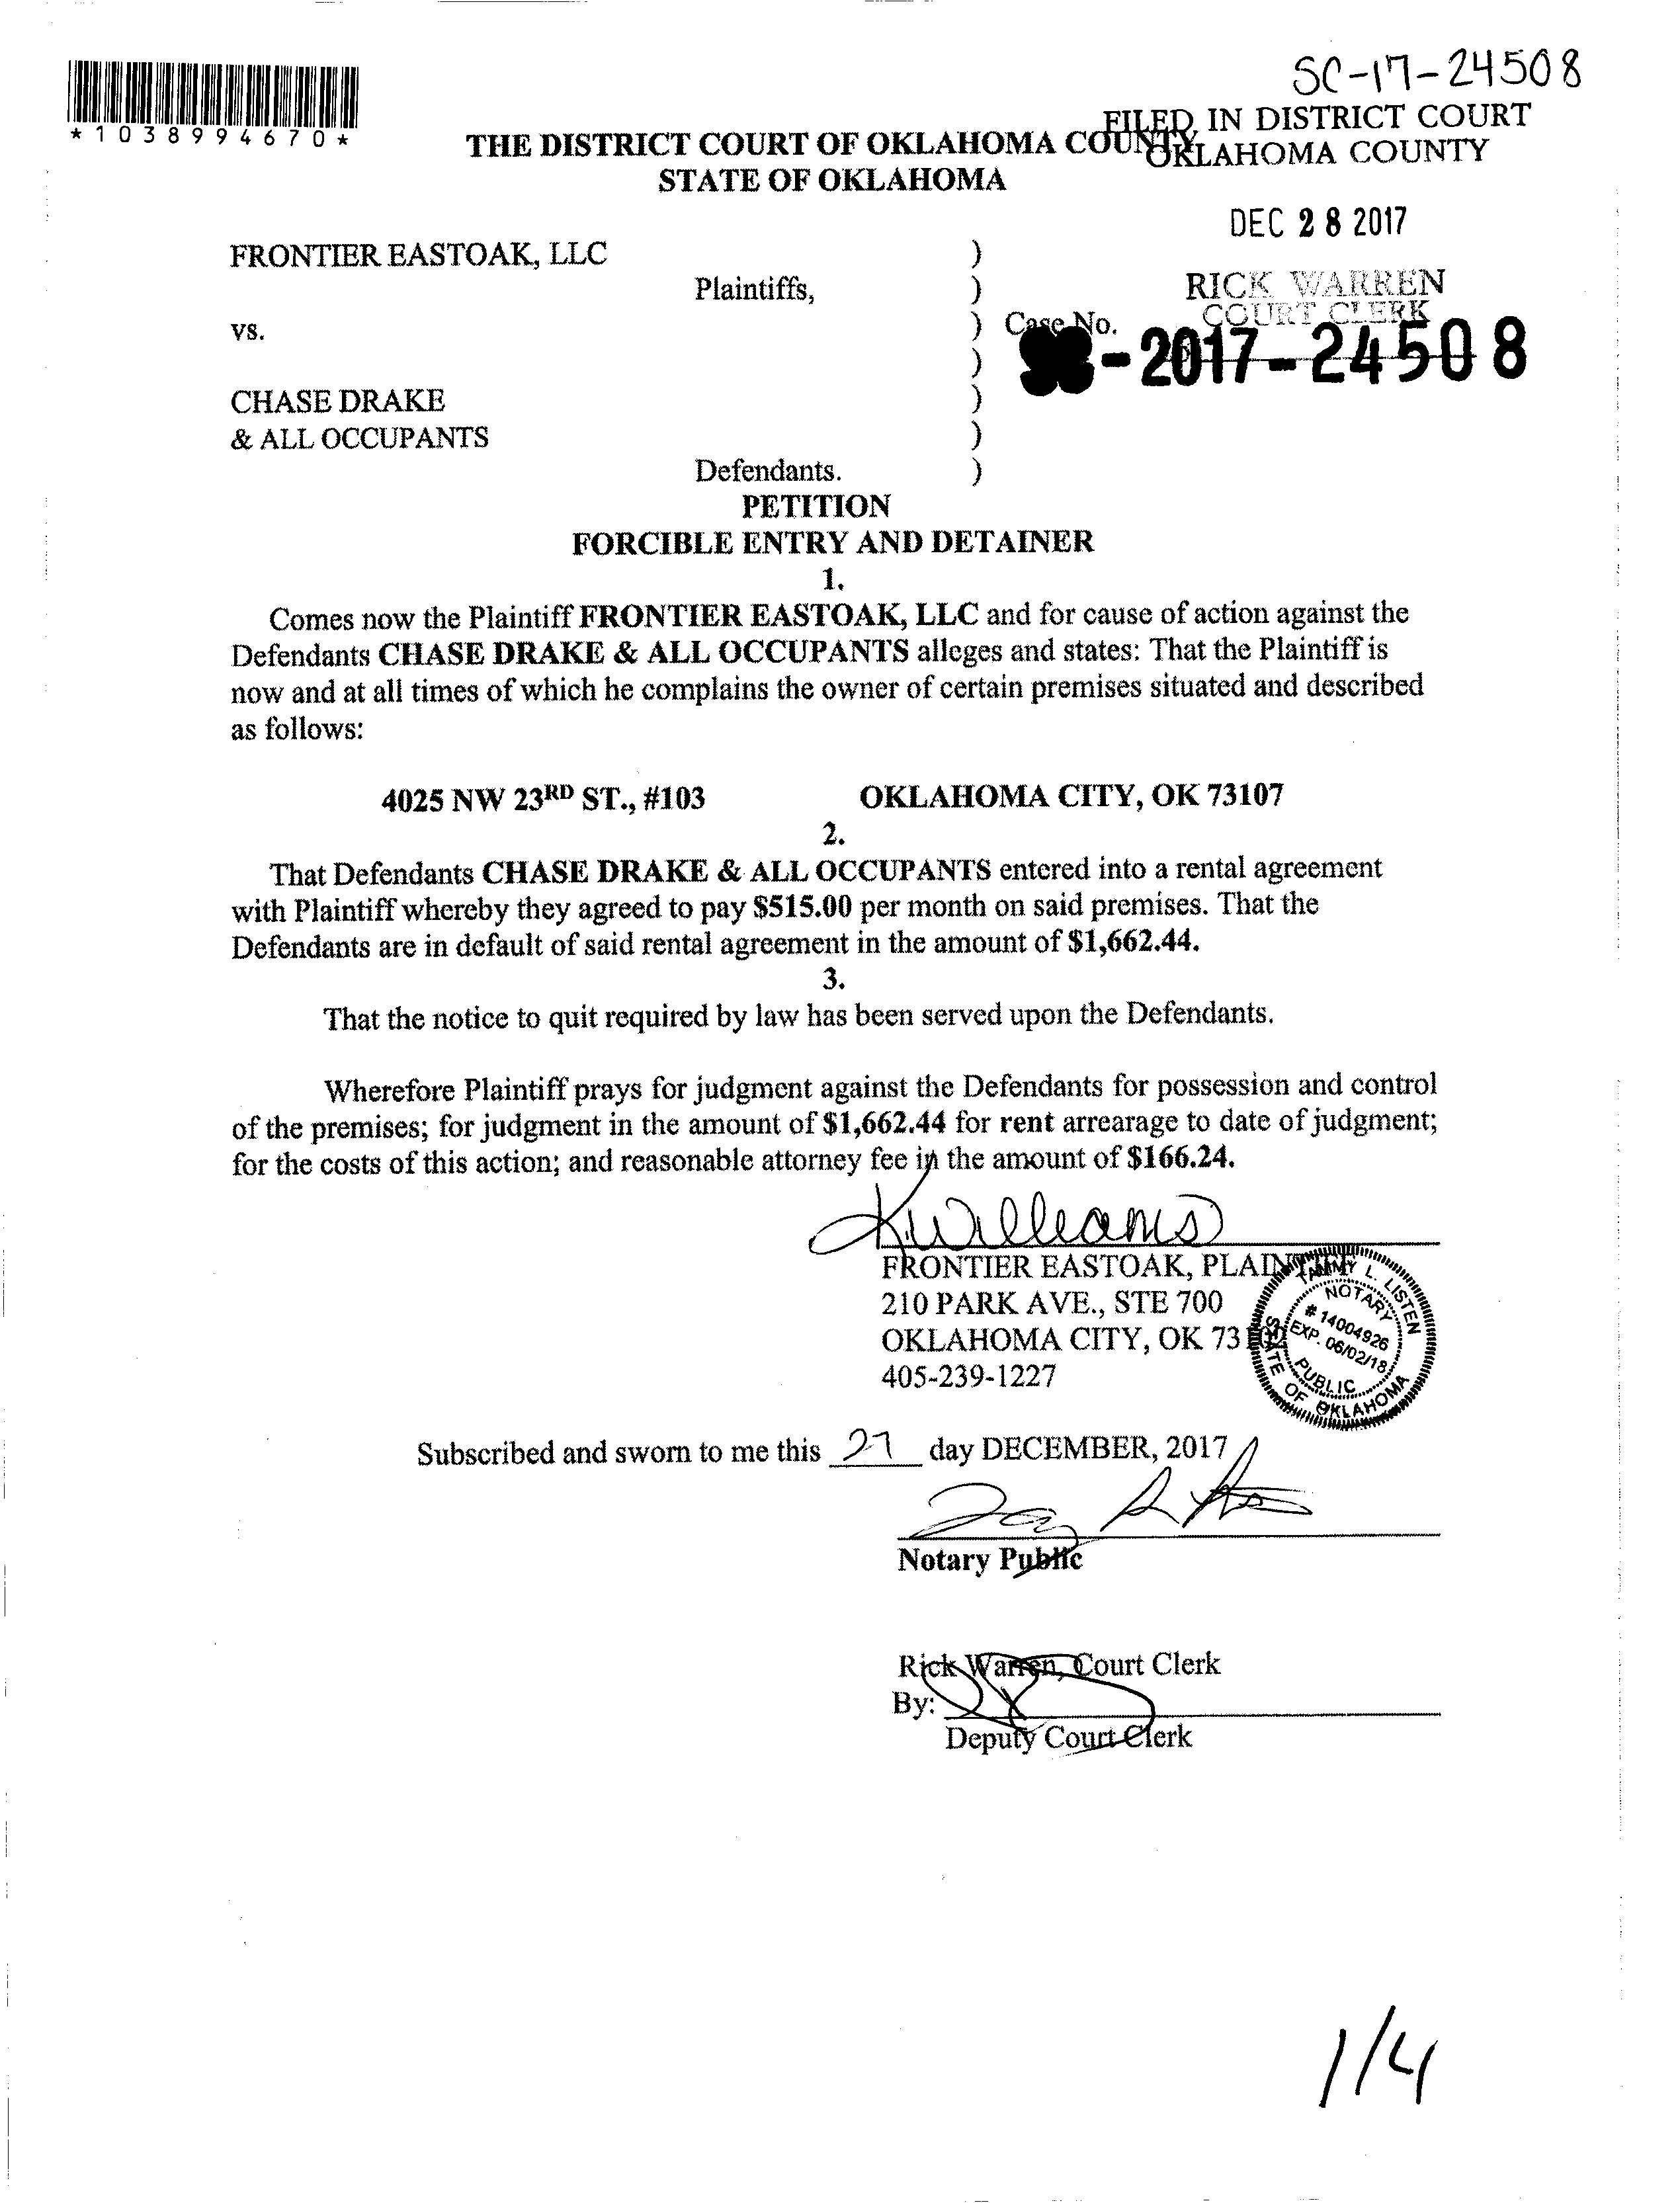 SC-17-24508
*1038994670*
FILED IN DISTRICT COURT
OKLAHOMA COUNTY
THE DISTRICT COURT OF OKLAHOMA COUNTY
STATE OF OKLAHOMA
DEC 28 2017
FRONTIER EASTOAK, LLC )
Plaintiffs, )
RICK WARREN
COURT CLERK
vs. ) Case No.
-2017-24508
)
CHASE DRAKE )
& ALL OCCUPANTS )
Defendants. )
PETITION
FORCIBLE ENTRY AND DETAINER
1.
Comes now the Plaintiff FRONTIER EASTOAK, LLC and for cause of action against the
Defendants CHASE DRAKE & ALL OCCUPANTS alleges and states: That the Plaintiff is
now and at all times of which he complains the owner of certain premises situated and described
as follows:
4025 NW 23RD ST., #103 OKLAHOMA CITY, OK 73107
2.
That Defendants CHASE DRAKE & ALL OCCUPANTS entered into a rental agreement
with Plaintiff whereby they agreed to pay $515.00 per month on said premises. That the
Defendants are in default of said rental agreement in the amount of $1,662.44.
3.
That the notice to quit required by law has been served upon the Defendants.
Wherefore Plaintiff prays for judgment against the Defendants for possession and control
of the premises; for judgment in the amount of $1,662.44 for rent arrearage to date of judgment;
for the costs of this action; and reasonable attorney fee in the amount of $166.24.
KWilleams
FRONTIER EASTOAK, PLAINTIFF
210 PARK AVE., STE 700
OKLAHOMA CITY, OK 73102
405-239-1227
TAMMY L. LISTEN
NOTARY
# 14004926
EXP. 06/02/18
PUBLIC
STATE OF OKLAHOMA
Subscribed and sworn to me this 27 day DECEMBER, 2017
Notary Public
Rick Warren, Court Clerk
By:
Deputy Court Clerk
1/4